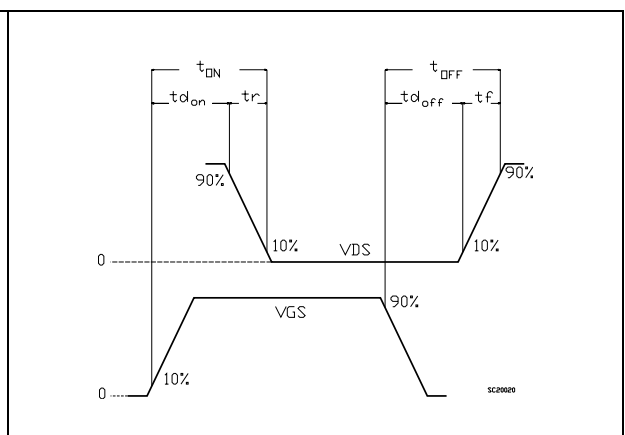 tON tOFF
tdon tr tdoff tf
90% 90%
10% VDS 10%
0
VGS 90%
10%
0 SC20020